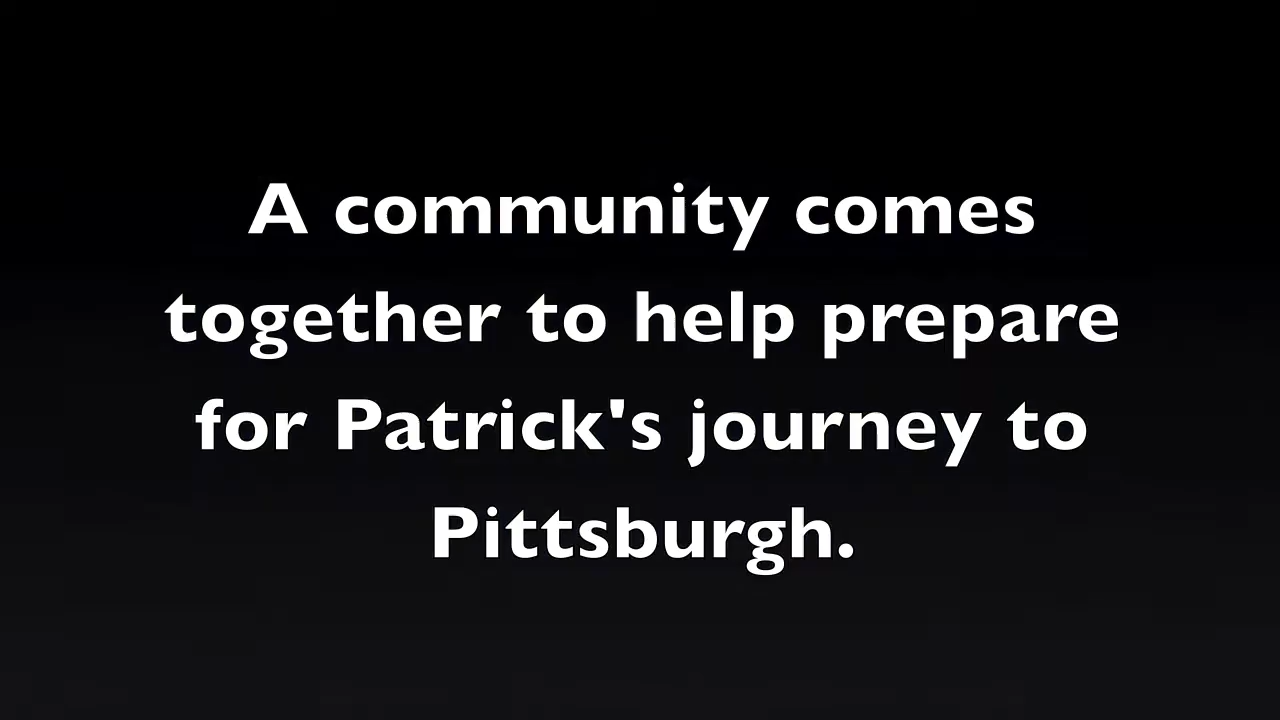 A community comes
together to help prepare
for Patrick's journey to
Pittsburgh.